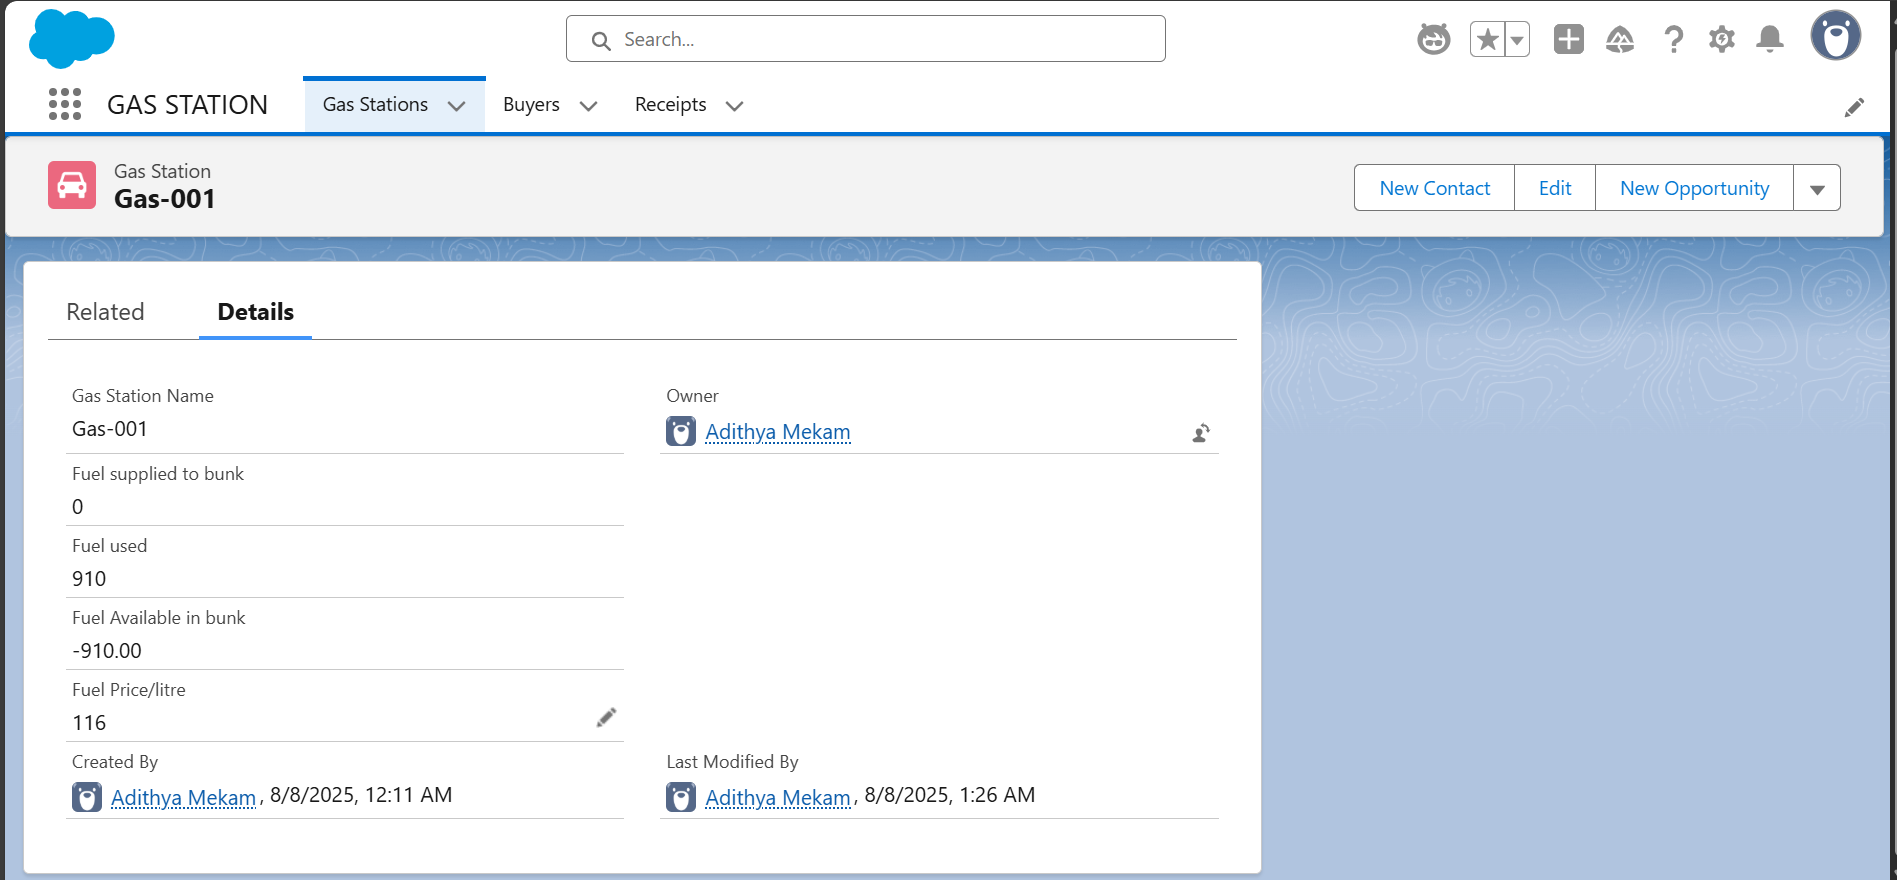 Search...
GAS STATION
Gas Stations
Buyers
Receipts
Gas Station
Gas-001
New Contact
Edit
New Opportunity
Related
Details
Gas Station Name
Gas-001
Owner
Adithya Mekam
Fuel supplied to bunk
0
Fuel used
910
Fuel Available in bunk
-910.00
Fuel Price/litre
116
Created By
Adithya Mekam, 8/8/2025, 12:11 AM
Last Modified By
Adithya Mekam, 8/8/2025, 1:26 AM